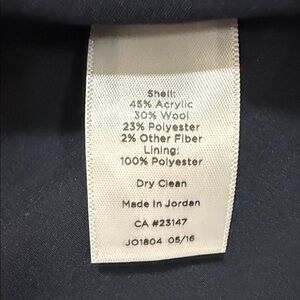 Shell:
45% Acrylic
30% Wool
23% Polyester
2% Other Fiber
Lining:
100% Polyester
Dry Clean
Made in Jordan
CA #23147
JO1804 05/16